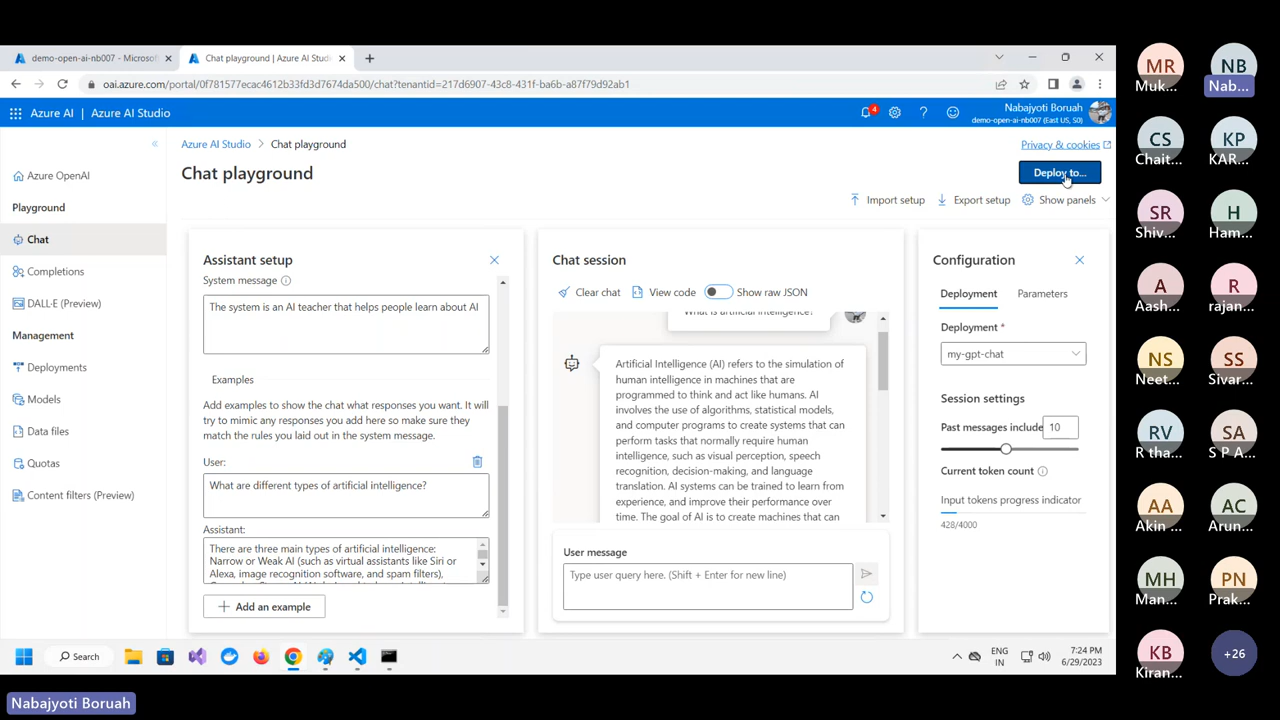 demo-open-ai-nb007 - Microsof
Chat playground | Azure AI Studi
oai.azure.com/portal/0f781577ecac4612b33fd3d7674da500/chat?tenantid=217d6907-43c8-431f-ba6b-a87f79d92ab1
Azure AI | Azure AI Studio
4
Nabajyoti Boruah
demo-open-ai-nb007 (East US, S0)
Azure AI Studio > Chat playground
Privacy & cookies
Chat playground
Deploy to...
Import setup
Export setup
Show panels
Azure OpenAI
Playground
Chat
Completions
DALL-E (Preview)
Management
Deployments
Models
Data files
Quotas
Content filters (Preview)
Assistant setup
System message
The system is an AI teacher that helps people learn about AI
Examples
Add examples to show the chat what responses you want. It will
try to mimic any responses you add here so make sure they
match the rules you laid out in the system message.
User:
What are different types of artificial intelligence?
Assistant:
There are three main types of artificial intelligence:
Narrow or Weak AI (such as virtual assistants like Siri or
Alexa, image recognition software, and spam filters),
Add an example
Chat session
Clear chat
View code
Show raw JSON
What is artificial intelligence?
Artificial Intelligence (AI) refers to the simulation of
human intelligence in machines that are
programmed to think and act like humans. AI
involves the use of algorithms, statistical models,
and computer programs to create systems that can
perform tasks that normally require human
intelligence, such as visual perception, speech
recognition, decision-making, and language
translation. AI systems can be trained to learn from
experience, and improve their performance over
time. The goal of AI is to create machines that can
User message
Type user query here. (Shift + Enter for new line)
Configuration
Deployment
Parameters
Deployment *
my-gpt-chat
Session settings
Past messages include
10
Current token count
Input tokens progress indicator
428/4000
Search
ENG
IN
7:24 PM
6/29/2023
Nabajyoti Boruah
MR
Muk...
NB
Nab...
CS
Chait...
KP
KAR...
SR
Shiv...
H
Ham...
A
Aash...
R
rajan...
NS
Neet...
SS
Sivar...
RV
R tha...
SA
S P A...
AA
Akin ...
AC
Arun...
MH
Man...
PN
Prak...
KB
Kiran...
+26